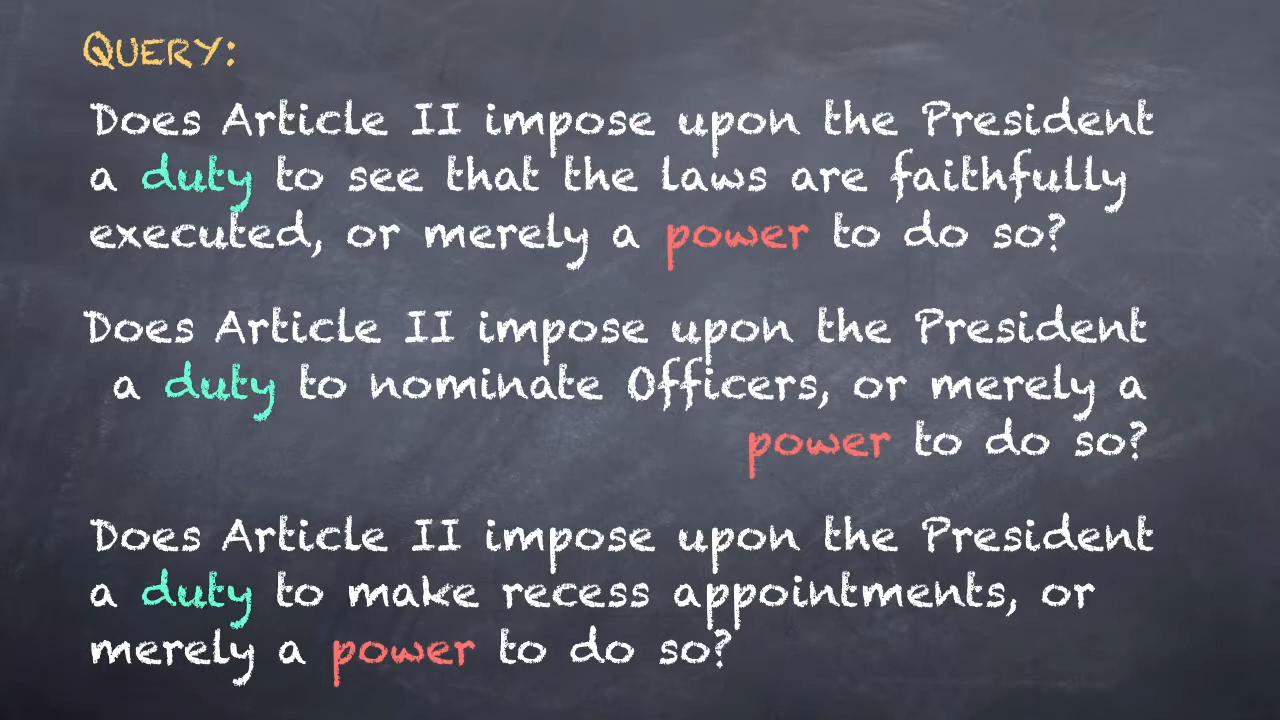 QUERY:
Does Article II impose upon the President
a duty to see that the laws are faithfully
executed, or merely a power to do so?
Does Article II impose upon the President
a duty to nominate Officers, or merely a
power to do so?
Does Article II impose upon the President
a duty to make recess appointments, or
merely a power to do so?